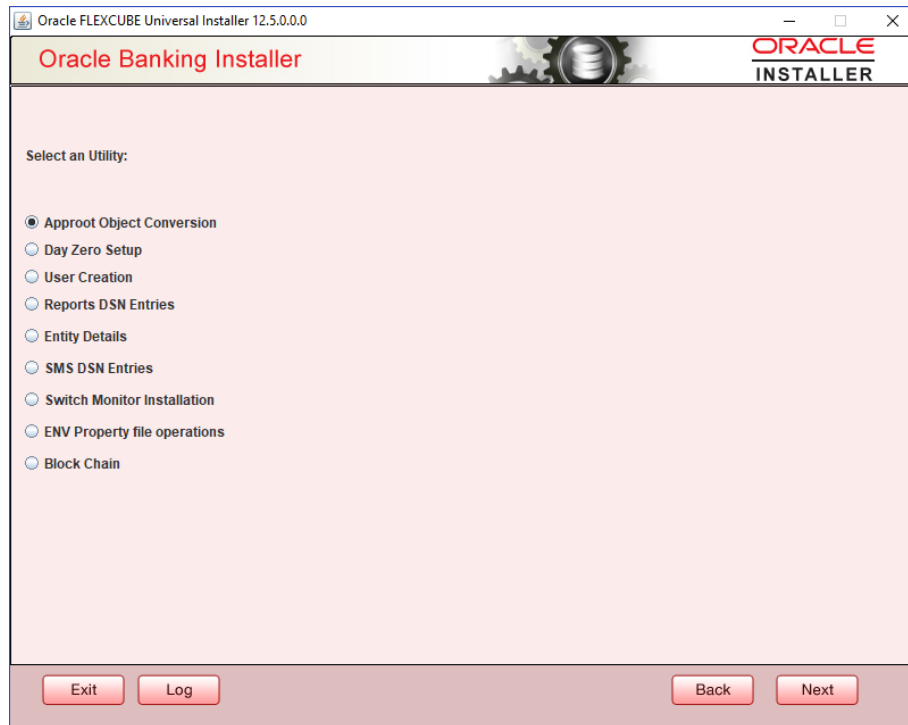 Oracle FLEXCUBE Universal Installer 12.5.0.0.0
Oracle Banking Installer
ORACLE
INSTALLER
Select an Utility:
Approot Object Conversion
Day Zero Setup
User Creation
Reports DSN Entries
Entity Details
SMS DSN Entries
Switch Monitor Installation
ENV Property file operations
Block Chain
Exit Log Back Next